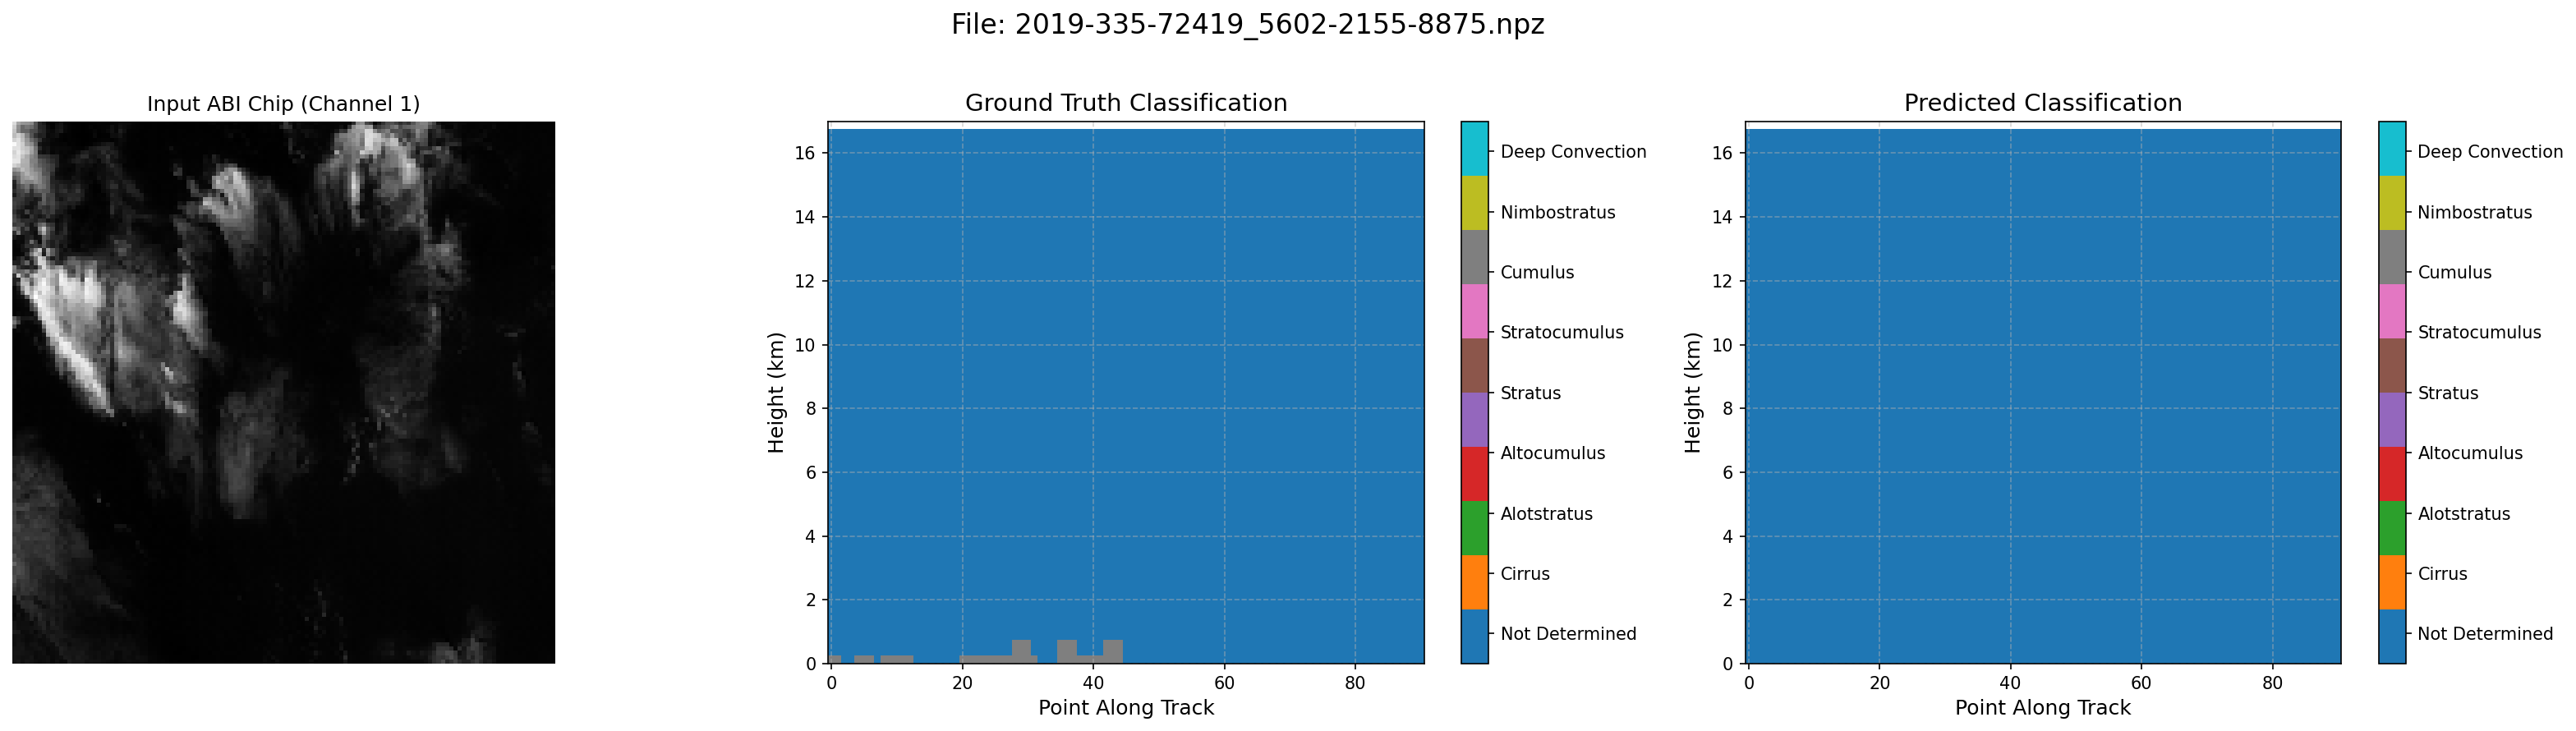 File: 2019-335-72419_5602-2155-8875.npz
Input ABI Chip (Channel 1)
Ground Truth Classification
Height (km)
16
14
12
10
8
6
4
2
0
0 20 40 60 80
Point Along Track
Deep Convection
Nimbostratus
Cumulus
Stratocumulus
Stratus
Altocumulus
Alotstratus
Cirrus
Not Determined
Predicted Classification
Height (km)
16
14
12
10
8
6
4
2
0
0 20 40 60 80
Point Along Track
Deep Convection
Nimbostratus
Cumulus
Stratocumulus
Stratus
Altocumulus
Alotstratus
Cirrus
Not Determined